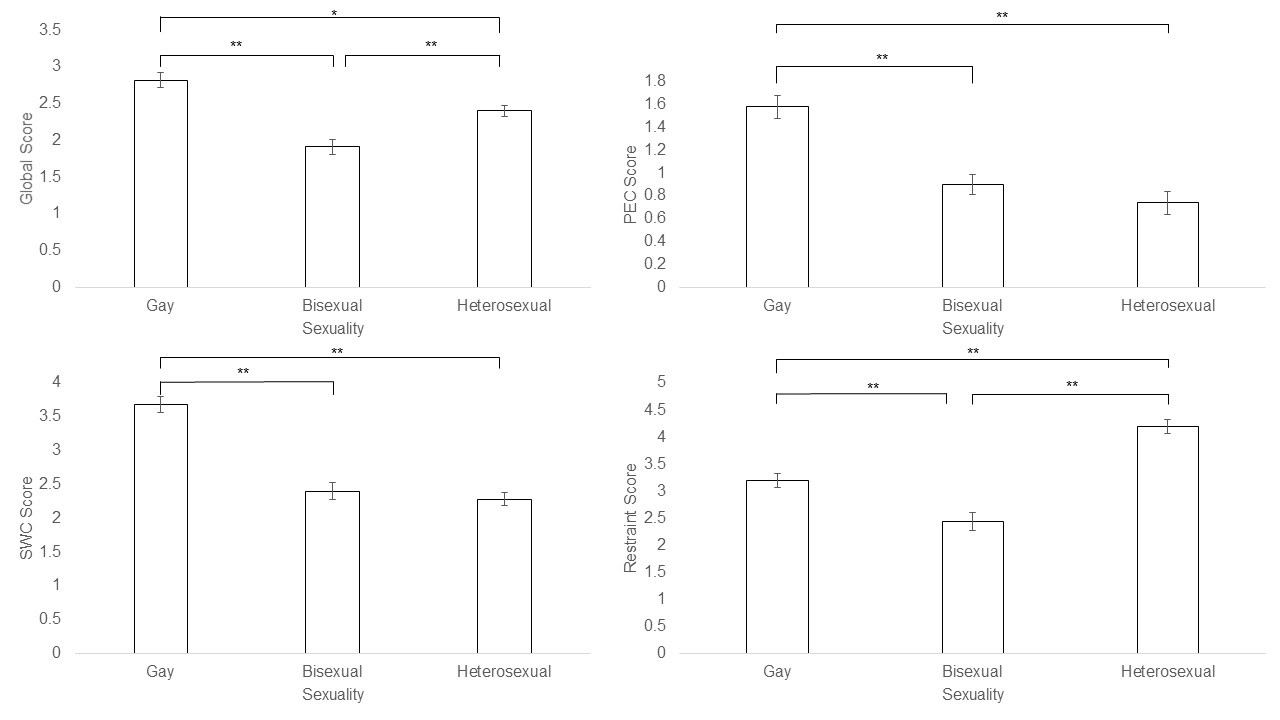 *
**
**
3.5
3
2.5
2
1.5
1
0.5
0
Global Score
Gay
Bisexual
Heterosexual
Sexuality
**
**
1.8
1.6
1.4
1.2
1
0.8
0.6
0.4
0.2
0
PEC Score
Gay
Bisexual
Heterosexual
Sexuality
**
**
4
3.5
3
2.5
2
1.5
1
0.5
0
SWC Score
Gay
Bisexual
Heterosexual
Sexuality
**
**
**
5
4.5
4
3.5
3
2.5
2
1.5
1
0.5
0
Restraint Score
Gay
Bisexual
Heterosexual
Sexuality